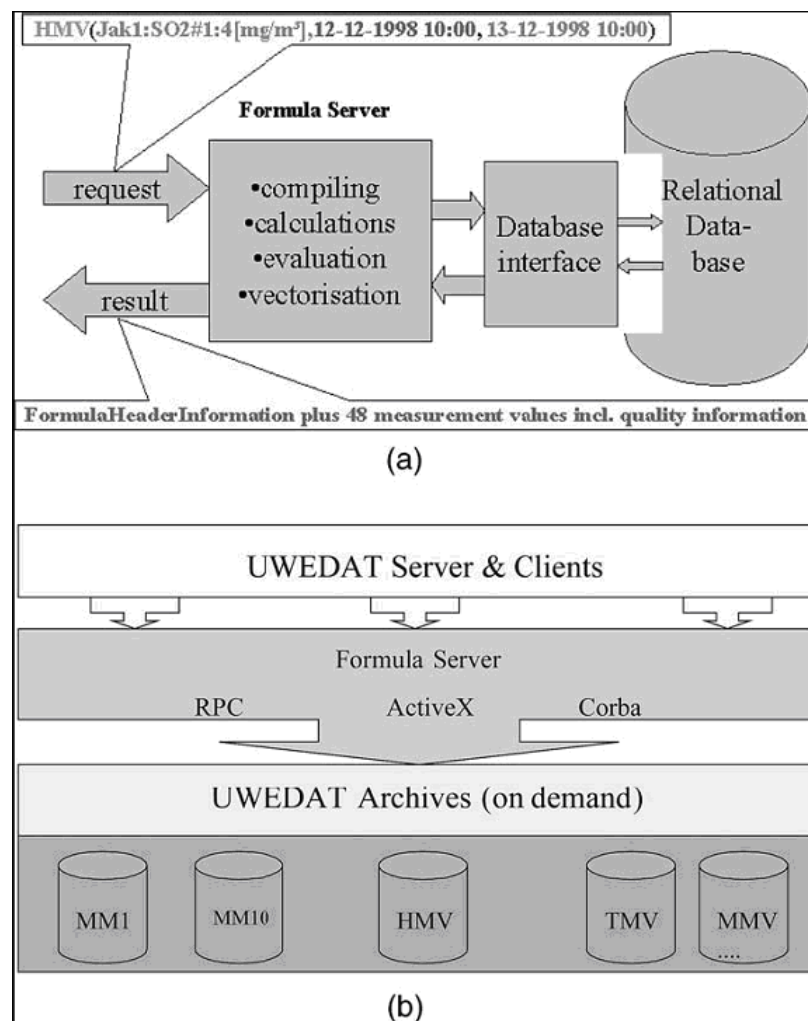 HMV(Jak1:SO2#1:4[mg/m³],12-12-1998 10:00, 13-12-1998 10:00)
Formula Server
request
•compiling
•calculations
•evaluation
•vectorisation
result
Database
interface
Relational
Data-
base
FormulaHeaderInformation plus 48 measurement values incl. quality information
(a)
UWEDAT Server & Clients
Formula Server
RPC ActiveX Corba
UWEDAT Archives (on demand)
MM1 MM10 HMV TMV MMV
....
(b)